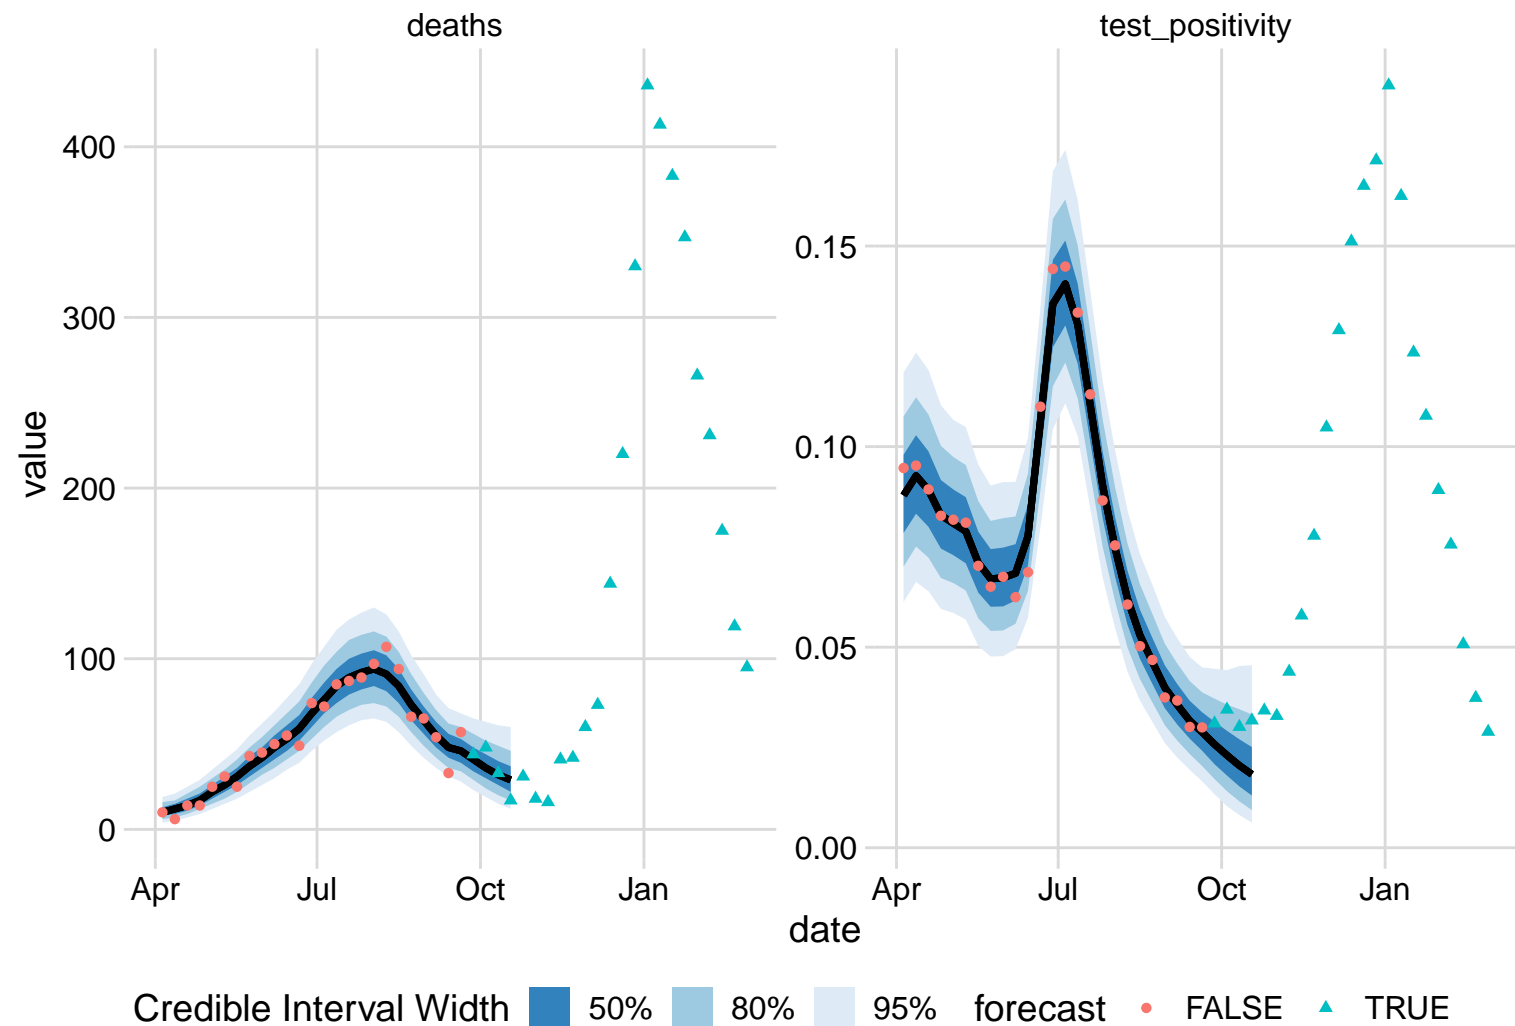 deaths
test_positivity
value
400
300
200
100
0
0.15
0.10
0.05
0.00
Apr Jul Oct Jan
Apr Jul Oct Jan
date
Credible Interval Width 50% 80% 95% forecast FALSE TRUE